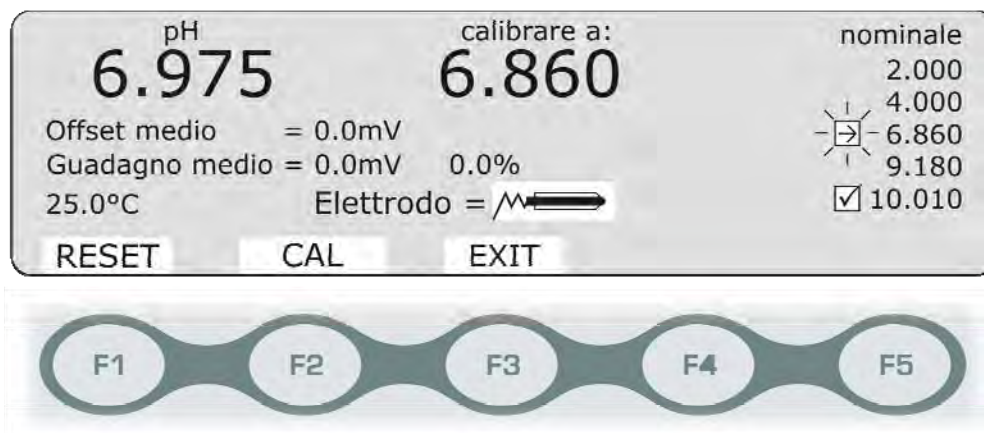 pH calibrare a: nominale
6.975 6.860 2.000
4.000
Offset medio = 0.0mV 6.860
Guadagno medio = 0.0mV 0.0% 9.180
25.0°C Elettrodo = 10.010
RESET CAL EXIT
F1 F2 F3 F4 F5